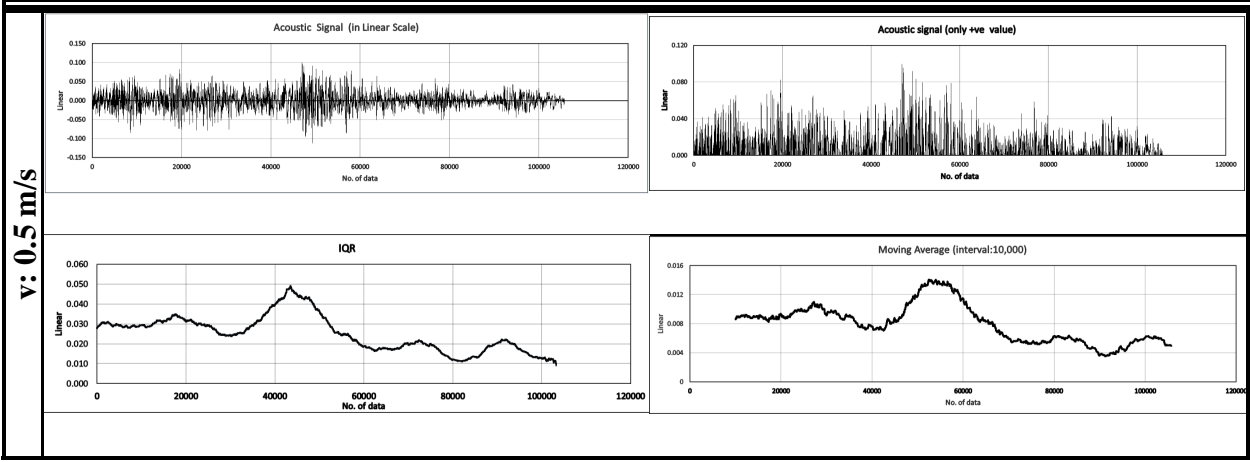 v: 0.5 m/s
Acoustic Signal (in Linear Scale)
0.150
0.100
0.050
0.000
-0.050
-0.100
-0.150
Linear
0 20000 40000 60000 80000 100000 120000
No. of data
Acoustic signal (only +ve value)
0.120
0.080
0.040
0.000
Linear
0 20000 40000 60000 80000 100000 120000
No. of data
IQR
0.060
0.050
0.040
0.030
0.020
0.010
0.000
Linear
0 20000 40000 60000 80000 100000 120000
No. of data
Moving Average (interval:10,000)
0.016
0.012
0.008
0.004
0
Linear
0 20000 40000 60000 80000 100000 120000
No. of data